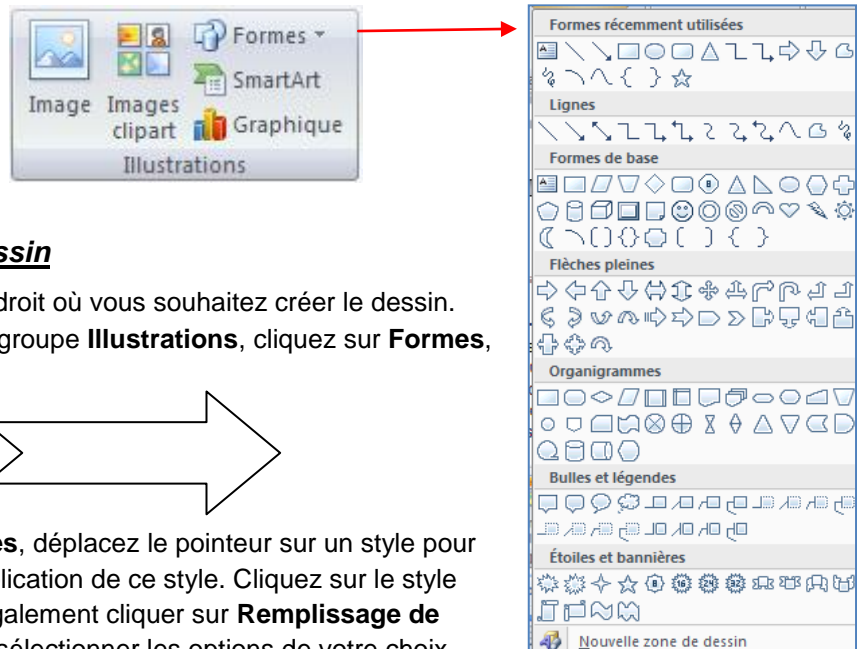 Formes
SmartArt
Image Images
clipart
Graphique
Illustrations
ssin
droit où vous souhaitez créer le dessin.
groupe Illustrations, cliquez sur Formes,
es, déplacez le pointeur sur un style pour
lication de ce style. Cliquez sur le style
galement cliquer sur Remplissage de
sélectionner les options de votre choix
Formes récemment utilisées
Lignes
Formes de base
Flèches pleines
Organigrammes
Bulles et légendes
Étoiles et bannières
Nouvelle zone de dessin